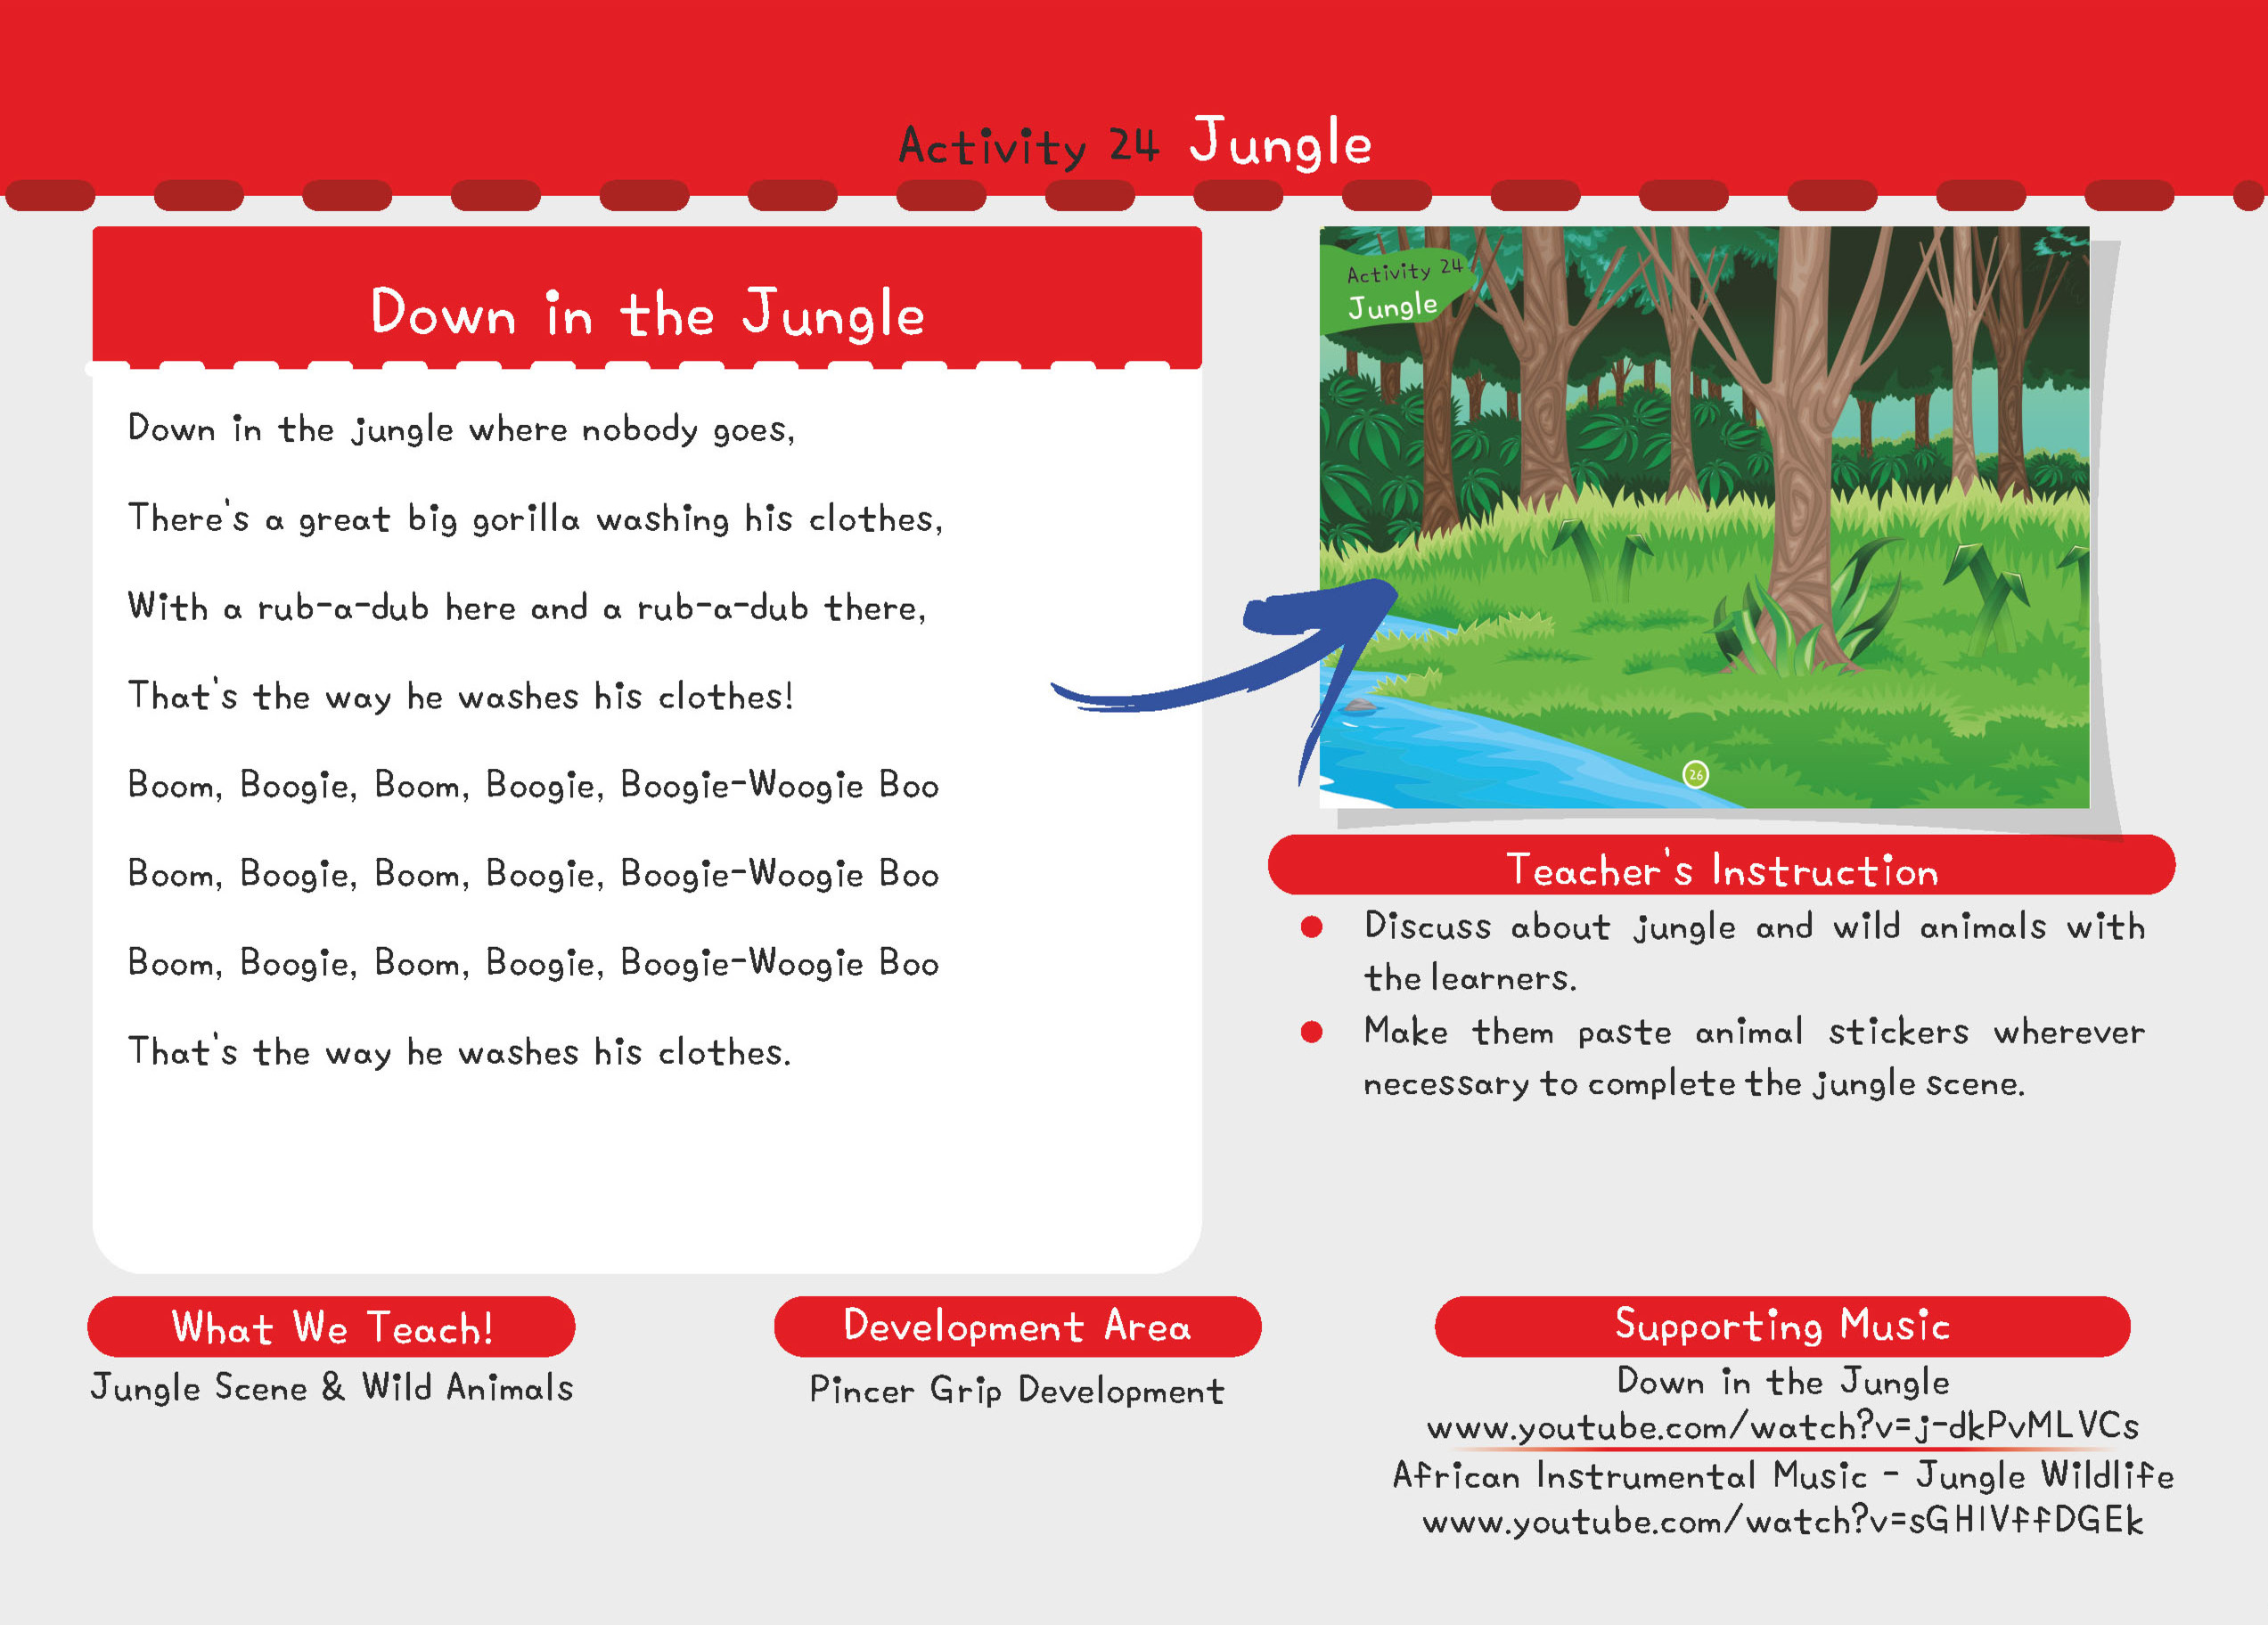 Activity 24 Jungle
Down in the Jungle
Down in the jungle where nobody goes,
There's a great big gorilla washing his clothes,
With a rub-a-dub here and a rub-a-dub there,
That's the way he washes his clothes!
Boom, Boogie, Boom, Boogie, Boogie-Woogie Boo
Boom, Boogie, Boom, Boogie, Boogie-Woogie Boo
Boom, Boogie, Boom, Boogie, Boogie-Woogie Boo
That's the way he washes his clothes.
Activity 24
Jungle
26
Teacher's Instruction
Discuss about jungle and wild animals with
the learners.
Make them paste animal stickers wherever
necessary to complete the jungle scene.
What We Teach!
Jungle Scene & Wild Animals
Development Area
Pincer Grip Development
Supporting Music
Down in the Jungle
www.youtube.com/watch?v=j-dkPvMLVCs
African Instrumental Music - Jungle Wildlife
www.youtube.com/watch?v=sGHIVffDGEk